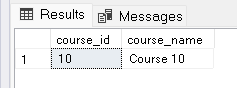 Results Messages
course_id course_name
1 10 Course 10